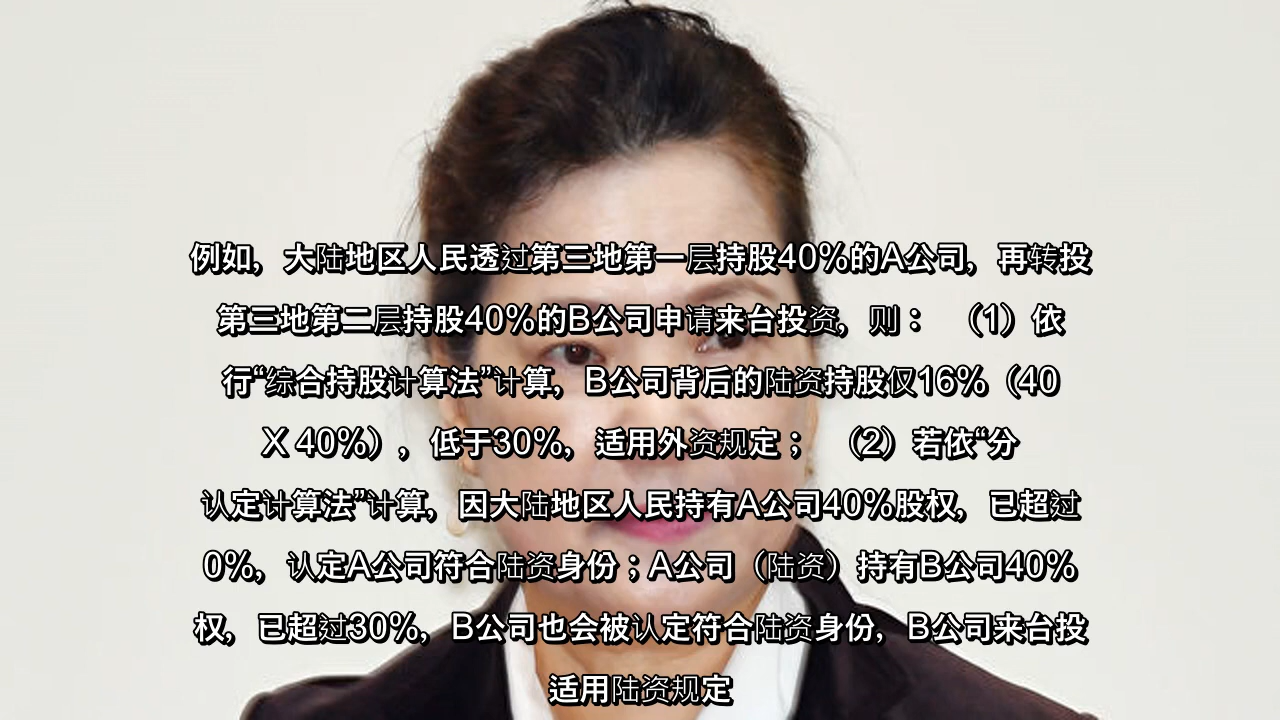 例如，大陆地区人民透过第三地第一层持股40%的A公司，再转投
第三地第二层持股40%的B公司申请来台投资，则： （1）依
行“综合持股计算法”计算，B公司背后的陆资持股仅16%（40
X 40%），低于30%，适用外资规定； （2）若依“分
认定计算法”计算，因大陆地区人民持有A公司40%股权，已超过
0%，认定A公司符合陆资身份；A公司（陆资）持有B公司40%
权，已超过30%，B公司也会被认定符合陆资身份，B公司来台投
适用陆资规定